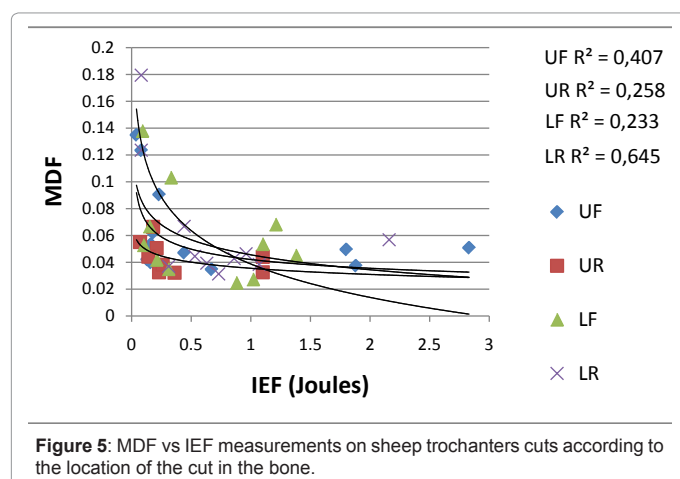 0.2
0.18
0.16
0.14
0.12
0.1
0.08
0.06
0.04
0.02
0
MDF
0 0.5 1 1.5 2 2.5 3
IEF (Joules)
UF R² = 0,407
UR R² = 0,258
LF R² = 0,233
LR R² = 0,645
UF
UR
LF
LR
Figure 5: MDF vs IEF measurements on sheep trochanters cuts according to
the location of the cut in the bone.